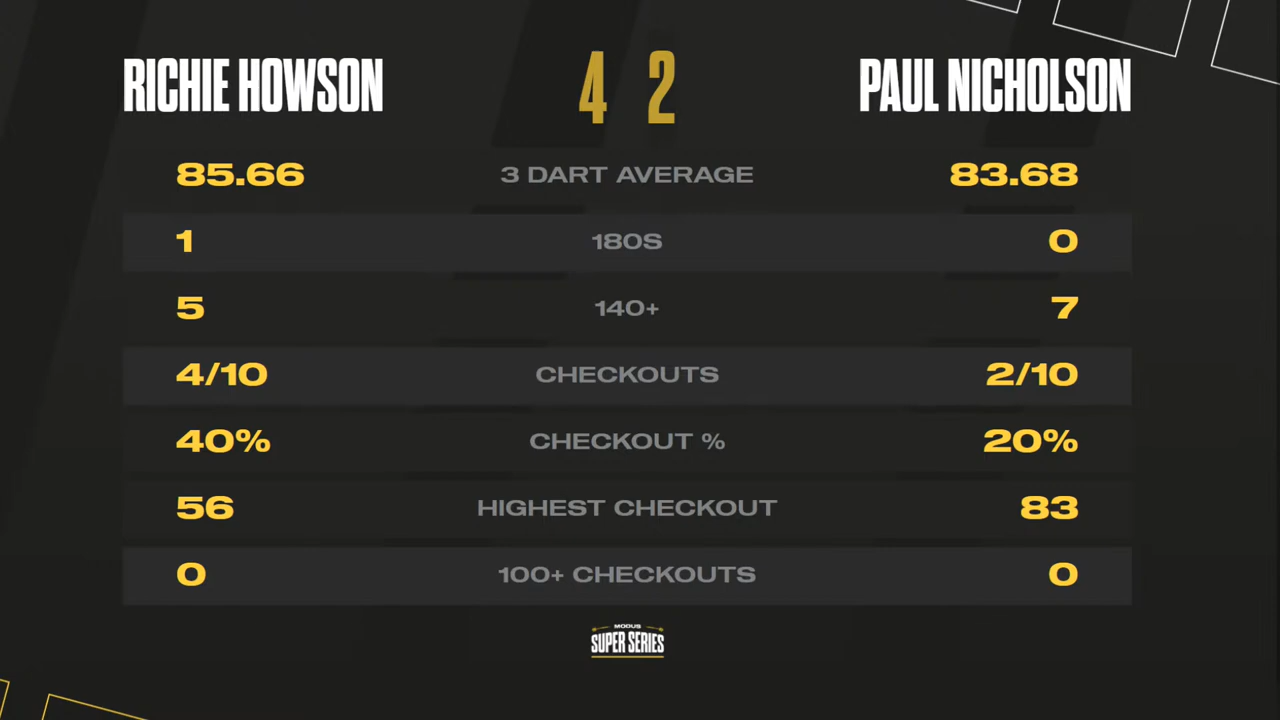 RICHIE HOWSON 4 2 PAUL NICHOLSON
85.66 3 DART AVERAGE 83.68
1 180S 0
5 140+ 7
4/10 CHECKOUTS 2/10
40% CHECKOUT % 20%
56 HIGHEST CHECKOUT 83
0 100+ CHECKOUTS 0
MODUS
SUPER SERIES